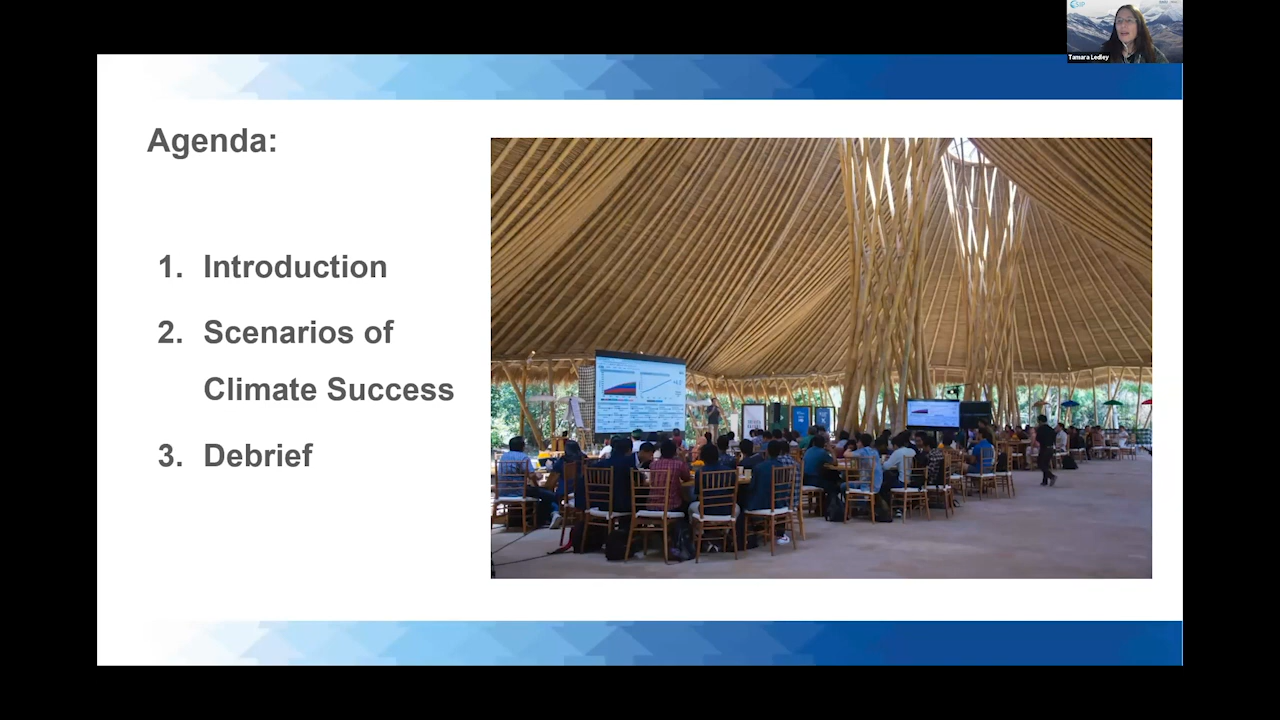 Tamara Ledley
Agenda:
1. Introduction
2. Scenarios of
Climate Success
3. Debrief